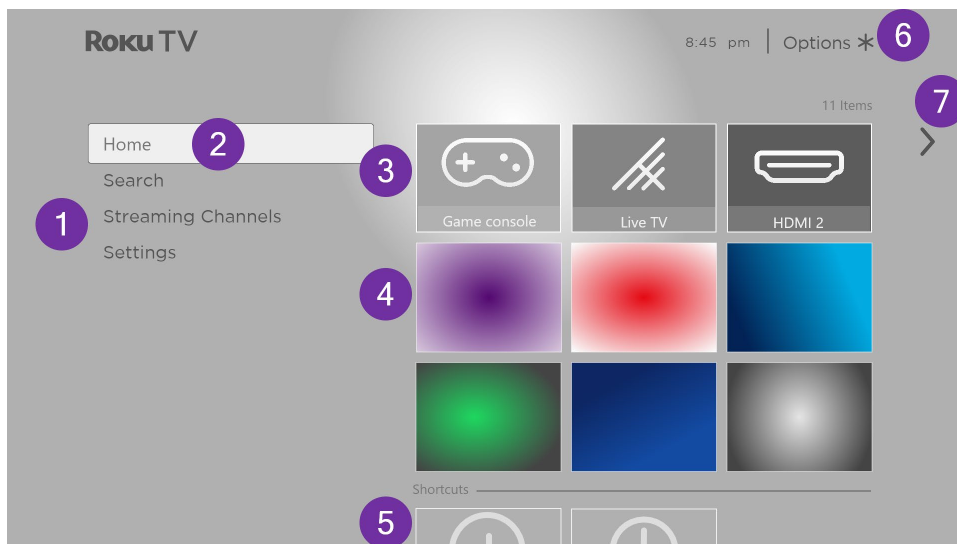 Roku TV
8:45 pm | Options ✱ 6
7
11 Items
Home 2
Search
1 Streaming Channels
Settings
3
Game console
Live TV
HDMI 2
4
Shortcuts
5